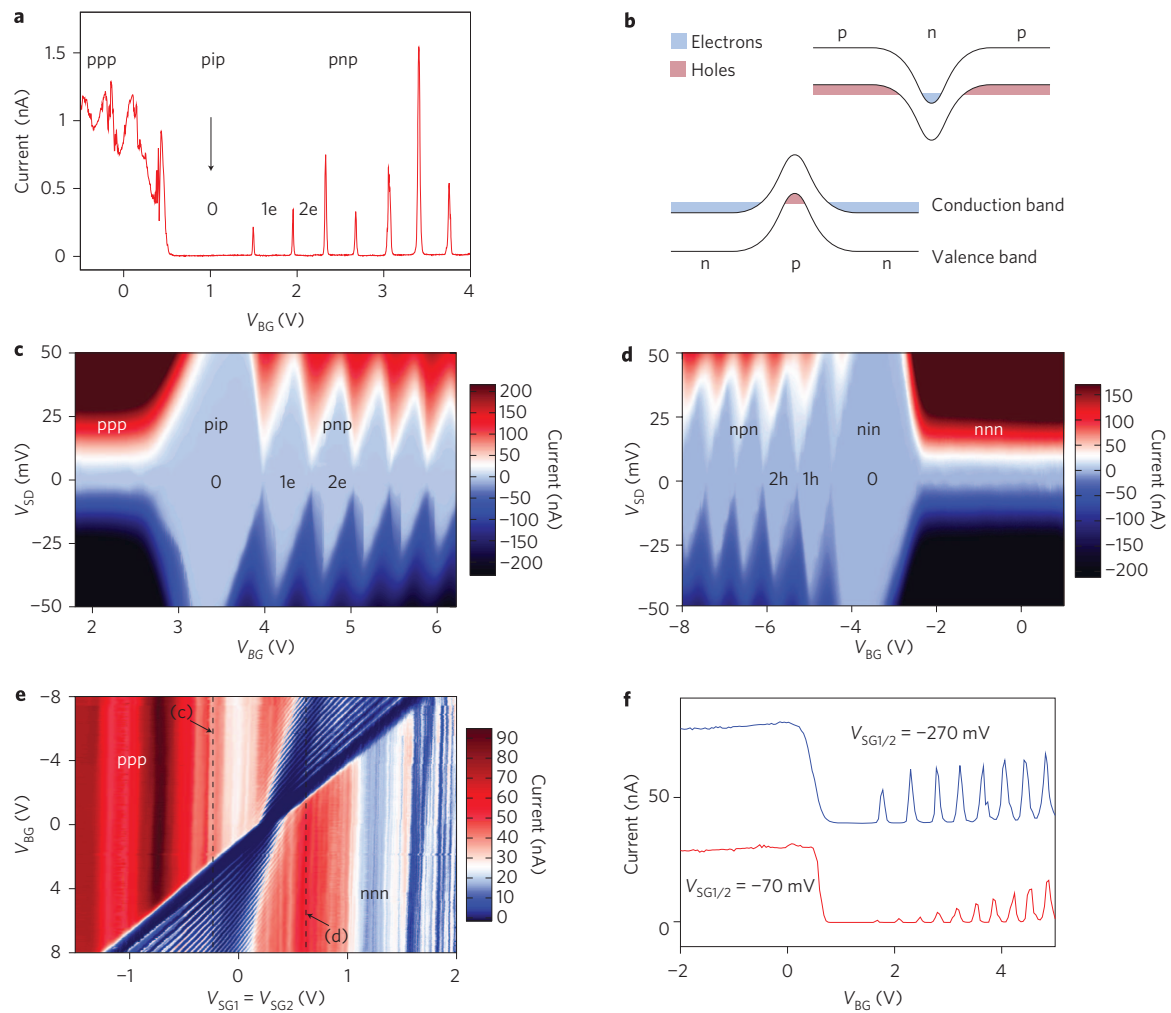 a
ppp
pip
pnp
0
1e
2e
Current (nA)
1.5
1
0.5
0
0
1
2
3
4
V_BG (V)
b
Electrons
Holes
p
n
p
Conduction band
Valence band
n
p
n
c
ppp
pip
pnp
0
1e
2e
V_SD (mV)
50
25
0
−25
−50
2
3
4
5
6
V_BG (V)
200
150
100
50
0
−50
−100
−150
−200
Current (nA)
d
npn
nin
nnn
2h
1h
0
V_SD (mV)
50
25
0
−25
−50
−8
−6
−4
−2
0
V_BG (V)
150
100
50
0
−50
−100
−150
−200
Current (nA)
e
(c)
ppp
nnn
(d)
V_BG (V)
−8
−4
0
4
8
−1
0
1
2
V_SG1 = V_SG2 (V)
90
80
70
60
50
40
30
20
10
0
Current (nA)
f
V_SG1/2 = −270 mV
V_SG1/2 = −70 mV
Current (nA)
50
0
−2
0
2
4
V_BG (V)